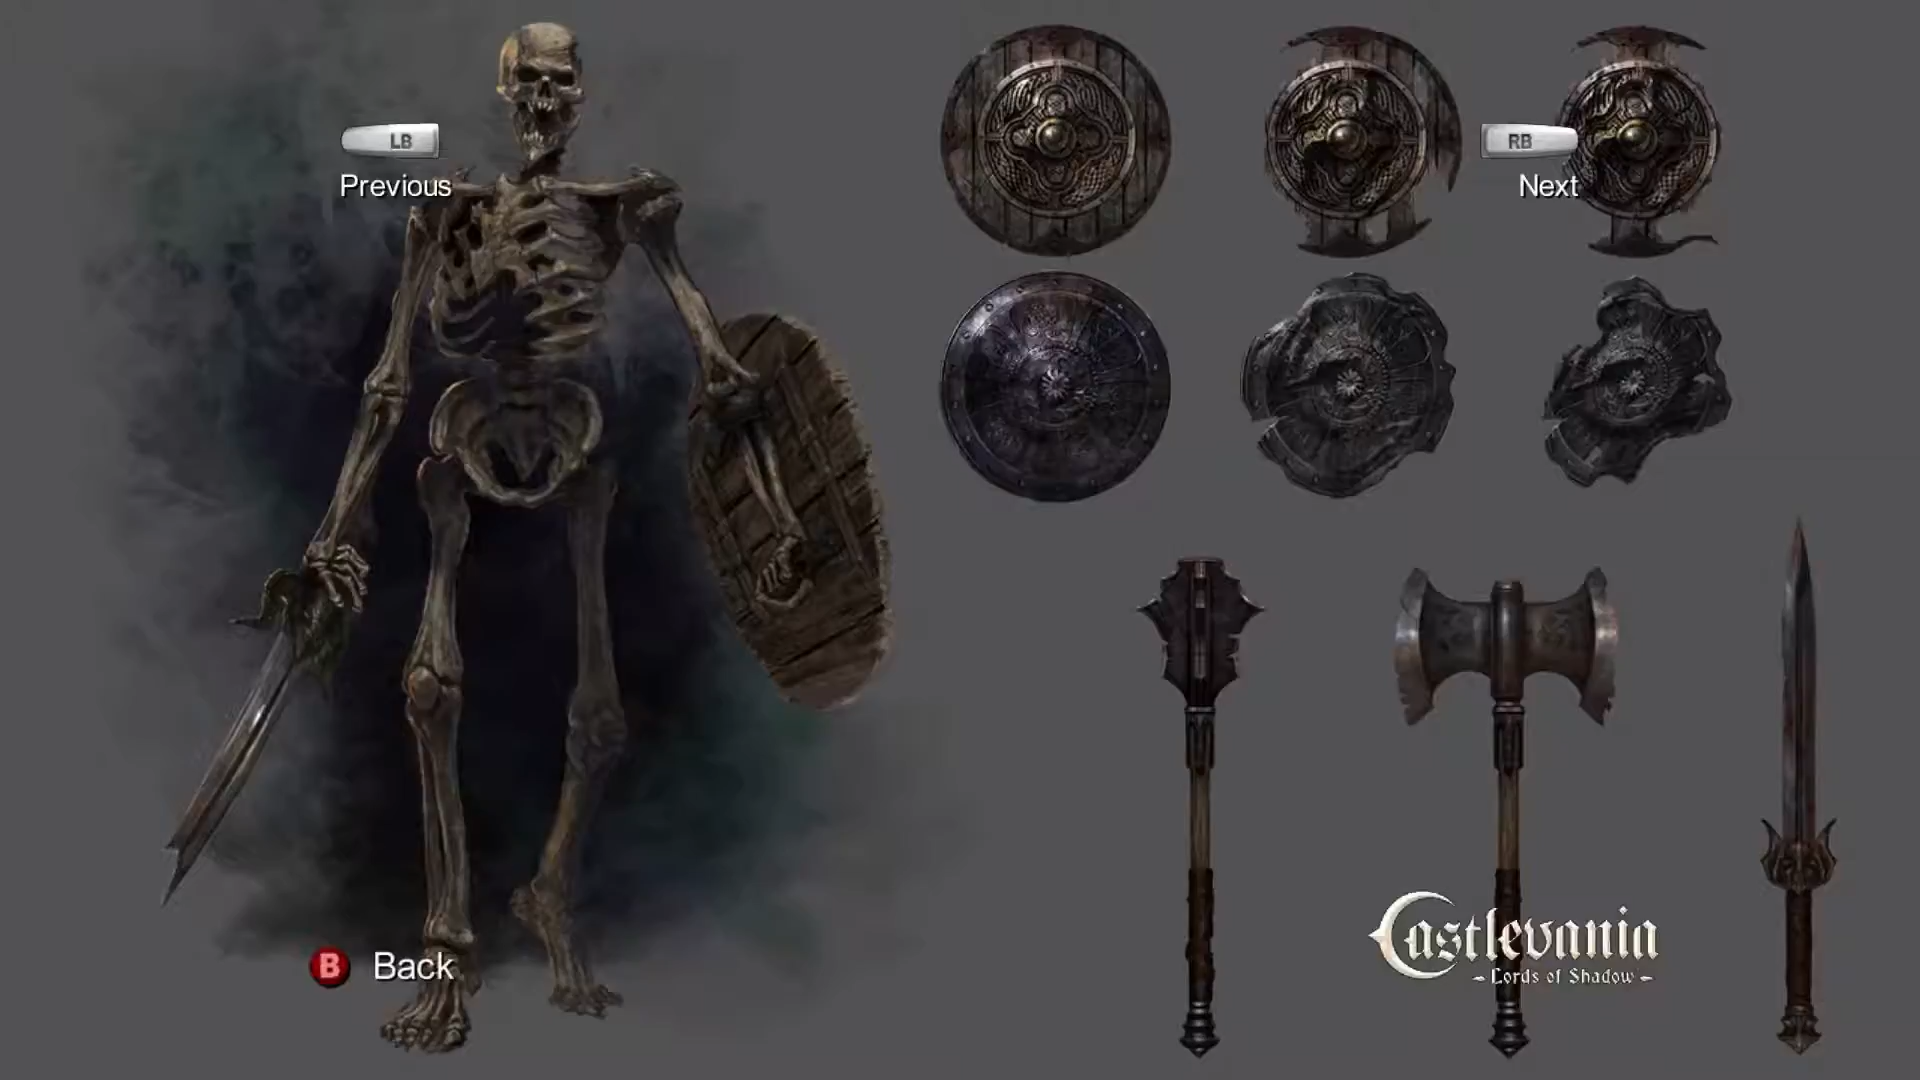 LB
Previous
RB
Next
B
Back
Castlevania
- Lords of Shadow -